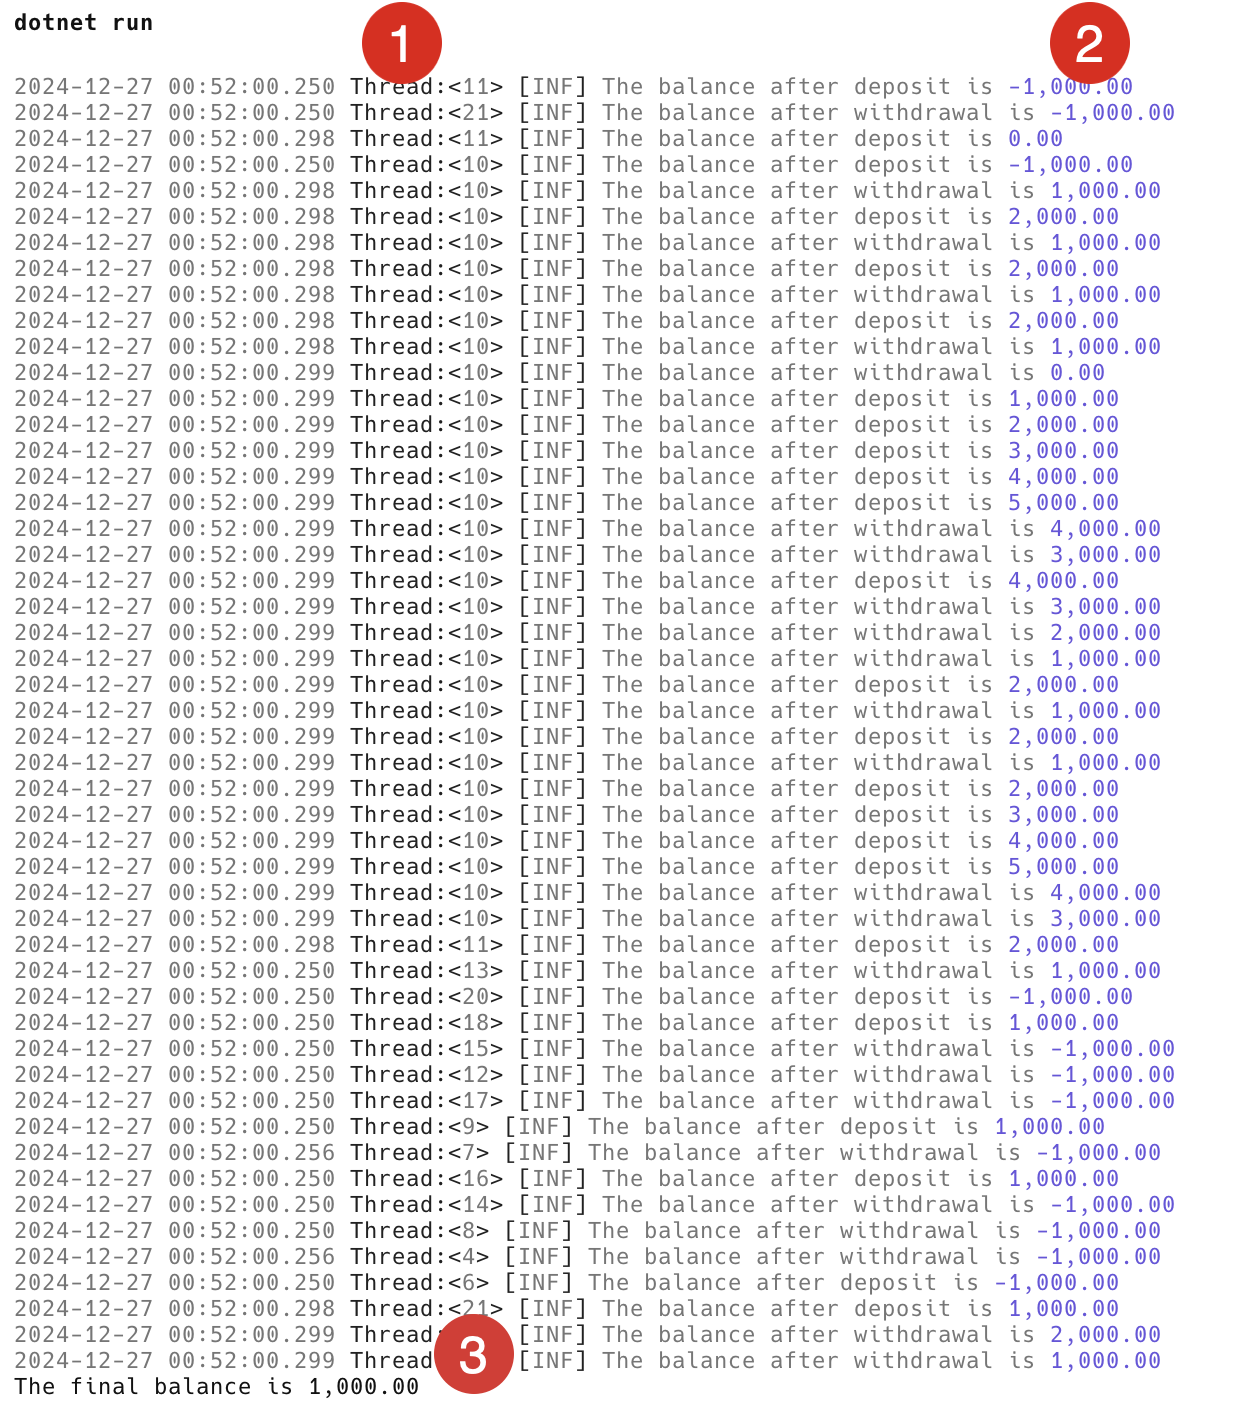 dotnet run
1
2
2024-12-27 00:52:00.250 Thread:<11> [INF] The balance after deposit is -1,000.00
2024-12-27 00:52:00.250 Thread:<21> [INF] The balance after withdrawal is -1,000.00
2024-12-27 00:52:00.298 Thread:<11> [INF] The balance after deposit is 0.00
2024-12-27 00:52:00.250 Thread:<10> [INF] The balance after deposit is -1,000.00
2024-12-27 00:52:00.298 Thread:<10> [INF] The balance after withdrawal is 1,000.00
2024-12-27 00:52:00.298 Thread:<10> [INF] The balance after deposit is 2,000.00
2024-12-27 00:52:00.298 Thread:<10> [INF] The balance after withdrawal is 1,000.00
2024-12-27 00:52:00.298 Thread:<10> [INF] The balance after deposit is 2,000.00
2024-12-27 00:52:00.298 Thread:<10> [INF] The balance after withdrawal is 1,000.00
2024-12-27 00:52:00.298 Thread:<10> [INF] The balance after deposit is 2,000.00
2024-12-27 00:52:00.298 Thread:<10> [INF] The balance after withdrawal is 1,000.00
2024-12-27 00:52:00.299 Thread:<10> [INF] The balance after withdrawal is 0.00
2024-12-27 00:52:00.299 Thread:<10> [INF] The balance after deposit is 1,000.00
2024-12-27 00:52:00.299 Thread:<10> [INF] The balance after deposit is 2,000.00
2024-12-27 00:52:00.299 Thread:<10> [INF] The balance after deposit is 3,000.00
2024-12-27 00:52:00.299 Thread:<10> [INF] The balance after deposit is 4,000.00
2024-12-27 00:52:00.299 Thread:<10> [INF] The balance after deposit is 5,000.00
2024-12-27 00:52:00.299 Thread:<10> [INF] The balance after withdrawal is 4,000.00
2024-12-27 00:52:00.299 Thread:<10> [INF] The balance after withdrawal is 3,000.00
2024-12-27 00:52:00.299 Thread:<10> [INF] The balance after deposit is 4,000.00
2024-12-27 00:52:00.299 Thread:<10> [INF] The balance after withdrawal is 3,000.00
2024-12-27 00:52:00.299 Thread:<10> [INF] The balance after withdrawal is 2,000.00
2024-12-27 00:52:00.299 Thread:<10> [INF] The balance after withdrawal is 1,000.00
2024-12-27 00:52:00.299 Thread:<10> [INF] The balance after deposit is 2,000.00
2024-12-27 00:52:00.299 Thread:<10> [INF] The balance after withdrawal is 1,000.00
2024-12-27 00:52:00.299 Thread:<10> [INF] The balance after deposit is 2,000.00
2024-12-27 00:52:00.299 Thread:<10> [INF] The balance after withdrawal is 1,000.00
2024-12-27 00:52:00.299 Thread:<10> [INF] The balance after deposit is 2,000.00
2024-12-27 00:52:00.299 Thread:<10> [INF] The balance after deposit is 3,000.00
2024-12-27 00:52:00.299 Thread:<10> [INF] The balance after deposit is 4,000.00
2024-12-27 00:52:00.299 Thread:<10> [INF] The balance after deposit is 5,000.00
2024-12-27 00:52:00.299 Thread:<10> [INF] The balance after withdrawal is 4,000.00
2024-12-27 00:52:00.299 Thread:<10> [INF] The balance after withdrawal is 3,000.00
2024-12-27 00:52:00.298 Thread:<11> [INF] The balance after deposit is 2,000.00
2024-12-27 00:52:00.250 Thread:<13> [INF] The balance after withdrawal is 1,000.00
2024-12-27 00:52:00.250 Thread:<20> [INF] The balance after deposit is -1,000.00
2024-12-27 00:52:00.250 Thread:<18> [INF] The balance after deposit is 1,000.00
2024-12-27 00:52:00.250 Thread:<15> [INF] The balance after withdrawal is -1,000.00
2024-12-27 00:52:00.250 Thread:<12> [INF] The balance after withdrawal is -1,000.00
2024-12-27 00:52:00.250 Thread:<17> [INF] The balance after withdrawal is -1,000.00
2024-12-27 00:52:00.250 Thread:<9> [INF] The balance after deposit is 1,000.00
2024-12-27 00:52:00.256 Thread:<7> [INF] The balance after withdrawal is -1,000.00
2024-12-27 00:52:00.250 Thread:<16> [INF] The balance after deposit is 1,000.00
2024-12-27 00:52:00.250 Thread:<14> [INF] The balance after withdrawal is -1,000.00
2024-12-27 00:52:00.250 Thread:<8> [INF] The balance after withdrawal is -1,000.00
2024-12-27 00:52:00.256 Thread:<4> [INF] The balance after withdrawal is -1,000.00
2024-12-27 00:52:00.250 Thread:<6> [INF] The balance after deposit is -1,000.00
2024-12-27 00:52:00.298 Thread:<21> [INF] The balance after deposit is 1,000.00
2024-12-27 00:52:00.299 Thread [INF] The balance after withdrawal is 2,000.00
3
2024-12-27 00:52:00.299 Thread [INF] The balance after withdrawal is 1,000.00
The final balance is 1,000.00